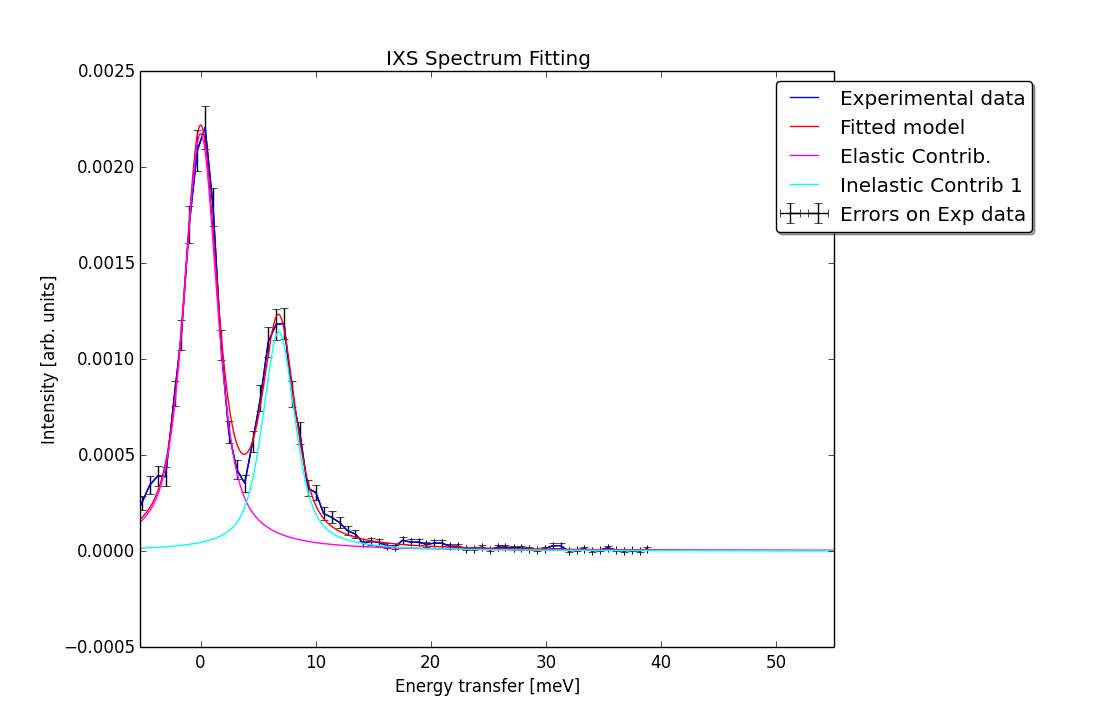 IXS Spectrum Fitting
0.0025
0.0020
0.0015
0.0010
0.0005
0.0000
−0.0005
Intensity [arb. units]
0 10 20 30 40 50
Energy transfer [meV]
Experimental data
Fitted model
Elastic Contrib.
Inelastic Contrib 1
Errors on Exp data